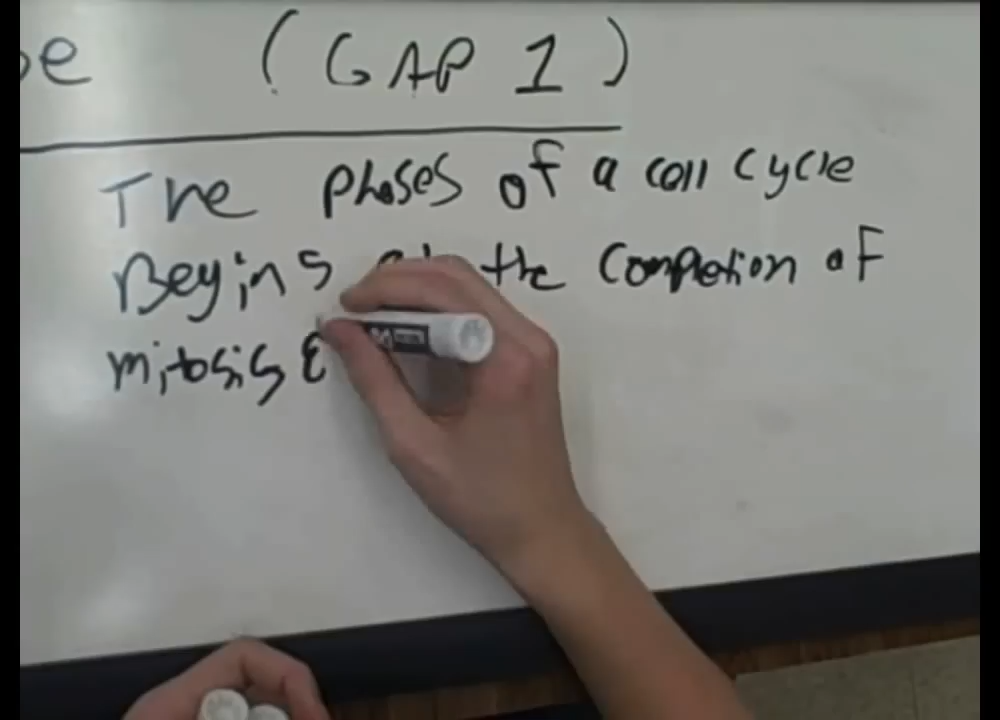 (GAP 1)
The phases of a cell cycle
Begins the Completion of
mitosis &